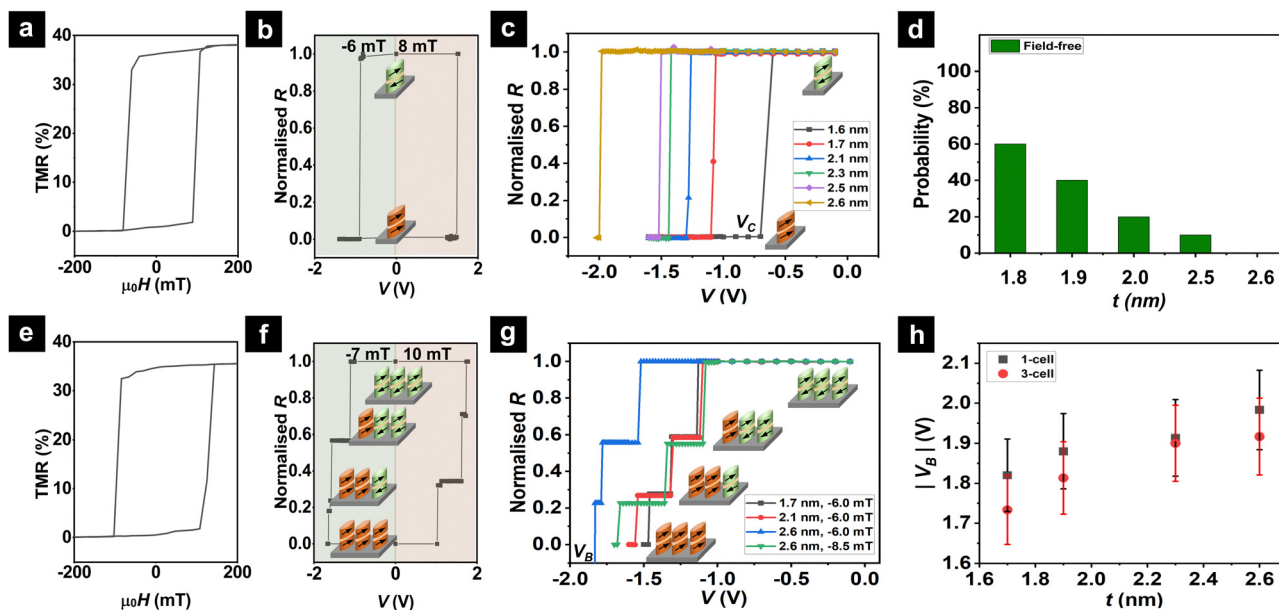 a
40
30
20
10
0
TMR (%)
-200
0
200
μ₀H (mT)
b
-6 mT
8 mT
1.0
0.8
0.6
0.4
0.2
0.0
Normalised R
-2
0
2
V (V)
c
1.0
0.8
0.6
0.4
0.2
0.0
Normalised R
1.6 nm
1.7 nm
2.1 nm
2.3 nm
2.5 nm
2.6 nm
VC
-2.0
-1.5
-1.0
-0.5
0.0
V (V)
d
Field-free
100
80
60
40
20
0
Probability (%)
1.8
1.9
2.0
2.5
2.6
t (nm)
e
40
30
20
10
0
TMR (%)
-200
0
200
μ₀H (mT)
f
-7 mT
10 mT
1.0
0.8
0.6
0.4
0.2
0.0
Normalised R
-2
0
2
V (V)
g
1.0
0.8
0.6
0.4
0.2
0.0
Normalised R
1.7 nm, -6.0 mT
2.1 nm, -6.0 mT
2.6 nm, -6.0 mT
2.6 nm, -8.5 mT
VB
-2.0
-1.5
-1.0
-0.5
0.0
V (V)
h
1-cell
3-cell
2.1
2.0
1.9
1.8
1.7
1.6
| VB | (V)
1.6
1.8
2.0
2.2
2.4
2.6
t (nm)